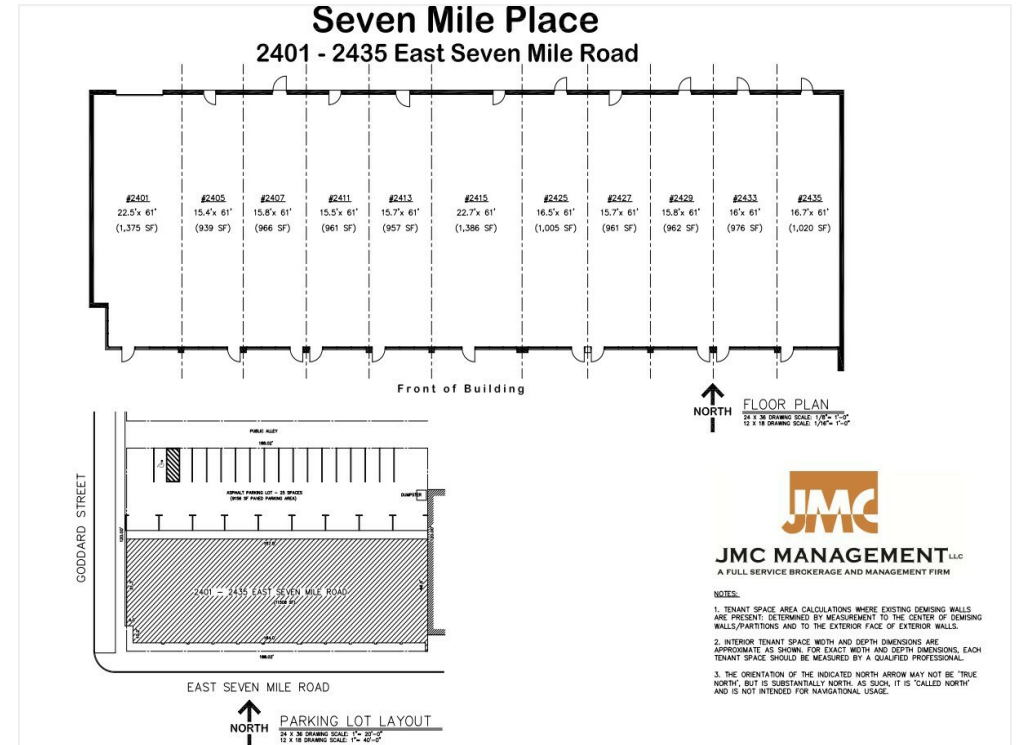 Seven Mile Place
2401 - 2435 East Seven Mile Road
#2401
22.5'x 61'
(1,375 SF)
#2405
15.4'x 61'
(939 SF)
#2407
15.8'x 61'
(966 SF)
#2411
15.5'x 61'
(961 SF)
#2413
15.7'x 61'
(957 SF)
#2415
22.7'x 61'
(1,386 SF)
#2425
16.5'x 61'
(1,005 SF)
#2427
15.7'x 61'
(961 SF)
#2429
15.8'x 61'
(962 SF)
#2433
16'x 61'
(976 SF)
#2435
16.7'x 61'
(1,020 SF)
Front of Building
NORTH
FLOOR PLAN
24 X 36 DRAWING SCALE: 1/8"= 1'-0"
12 X 18 DRAWING SCALE: 1/16"= 1'-0"
PUBLIC ALLEY
188.02'
ASPHALT PARKING LOT - 25 SPACES
(9156 SF PAVED PARKING AREA)
DUMPSTER
GODDARD STREET
2401 - 2435 EAST SEVEN MILE ROAD
188.02'
EAST SEVEN MILE ROAD
NORTH
PARKING LOT LAYOUT
24 X 36 DRAWING SCALE: 1"= 20'-0"
12 X 18 DRAWING SCALE: 1"= 40'-0"
JMC
JMC MANAGEMENT LLC
A FULL SERVICE BROKERAGE AND MANAGEMENT FIRM
NOTES:
1. TENANT SPACE AREA CALCULATIONS WHERE EXISTING DEMISING WALLS
ARE PRESENT: DETERMINED BY MEASUREMENT TO THE CENTER OF DEMISING
WALLS/PARTITIONS AND TO THE EXTERIOR FACE OF EXTERIOR WALLS.
2. INTERIOR TENANT SPACE WIDTH AND DEPTH DIMENSIONS ARE
APPROXIMATE AS SHOWN. FOR EXACT WIDTH AND DEPTH DIMENSIONS, EACH
TENANT SPACE SHOULD BE MEASURED BY A QUALIFIED PROFESSIONAL.
3. THE ORIENTATION OF THE INDICATED NORTH ARROW MAY NOT BE "TRUE
NORTH", BUT IS SUBSTANTIALLY NORTH. AS SUCH, IT IS "CALLED NORTH"
AND IS NOT INTENDED FOR NAVIGATIONAL USAGE.